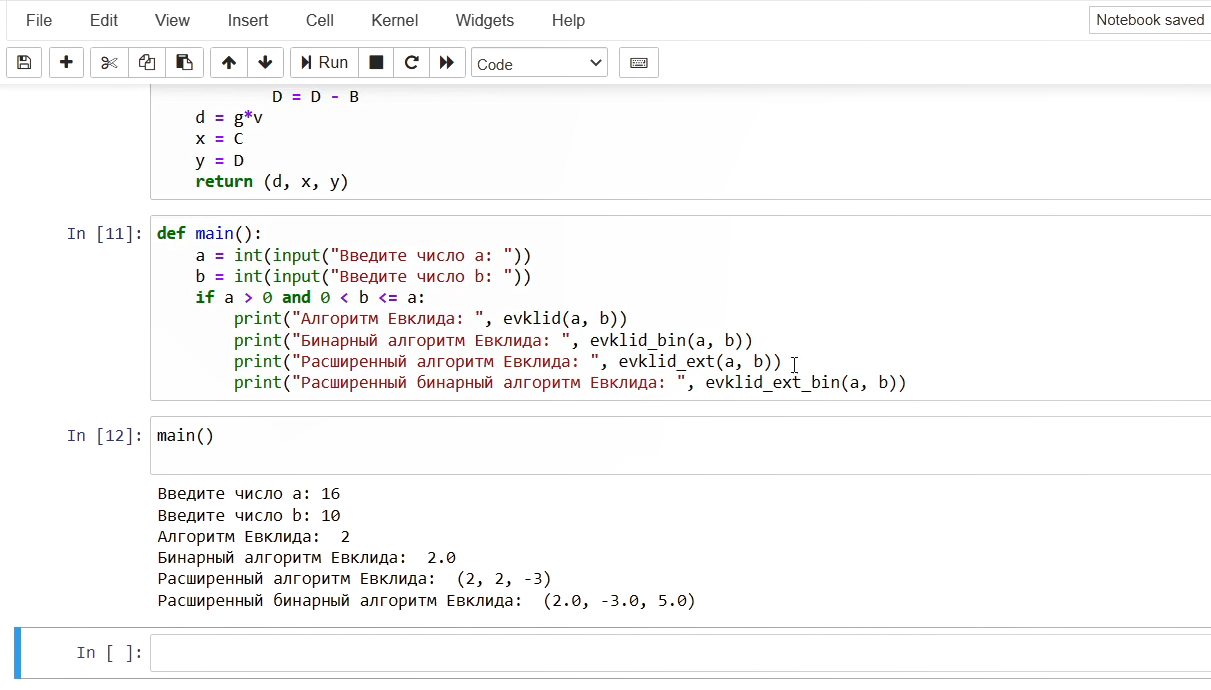 File Edit View Insert Cell Kernel Widgets Help Notebook saved
Run Code
D = D - B
d = g*v
x = C
y = D
return (d, x, y)
In [11]: def main():
a = int(input("Введите число a: "))
b = int(input("Введите число b: "))
if a > 0 and 0 < b <= a:
print("Алгоритм Евклида: ", evklid(a, b))
print("Бинарный алгоритм Евклида: ", evklid_bin(a, b))
print("Расширенный алгоритм Евклида: ", evklid_ext(a, b))
print("Расширенный бинарный алгоритм Евклида: ", evklid_ext_bin(a, b))
In [12]: main()
Введите число a: 16
Введите число b: 10
Алгоритм Евклида:  2
Бинарный алгоритм Евклида:  2.0
Расширенный алгоритм Евклида:  (2, 2, -3)
Расширенный бинарный алгоритм Евклида:  (2.0, -3.0, 5.0)
In [ ]: